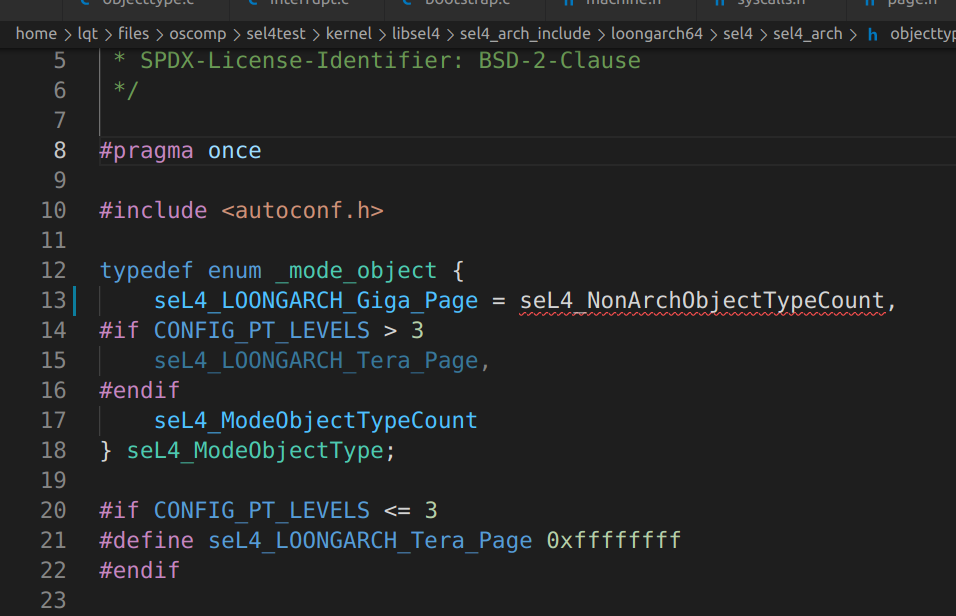 objecttype.c interrupt.c bootstrap.c machine.h syscalls.h page.h
home > lqt > files > oscomp > sel4test > kernel > libsel4 > sel4_arch_include > loongarch64 > sel4 > sel4_arch > h objecttyp
5 * SPDX-License-Identifier: BSD-2-Clause
6 */
7
8 #pragma once
9
10 #include <autoconf.h>
11
12 typedef enum _mode_object {
13 seL4_LOONGARCH_Giga_Page = seL4_NonArchObjectTypeCount,
14 #if CONFIG_PT_LEVELS > 3
15 seL4_LOONGARCH_Tera_Page,
16 #endif
17 seL4_ModeObjectTypeCount
18 } seL4_ModeObjectType;
19
20 #if CONFIG_PT_LEVELS <= 3
21 #define seL4_LOONGARCH_Tera_Page 0xffffffff
22 #endif
23